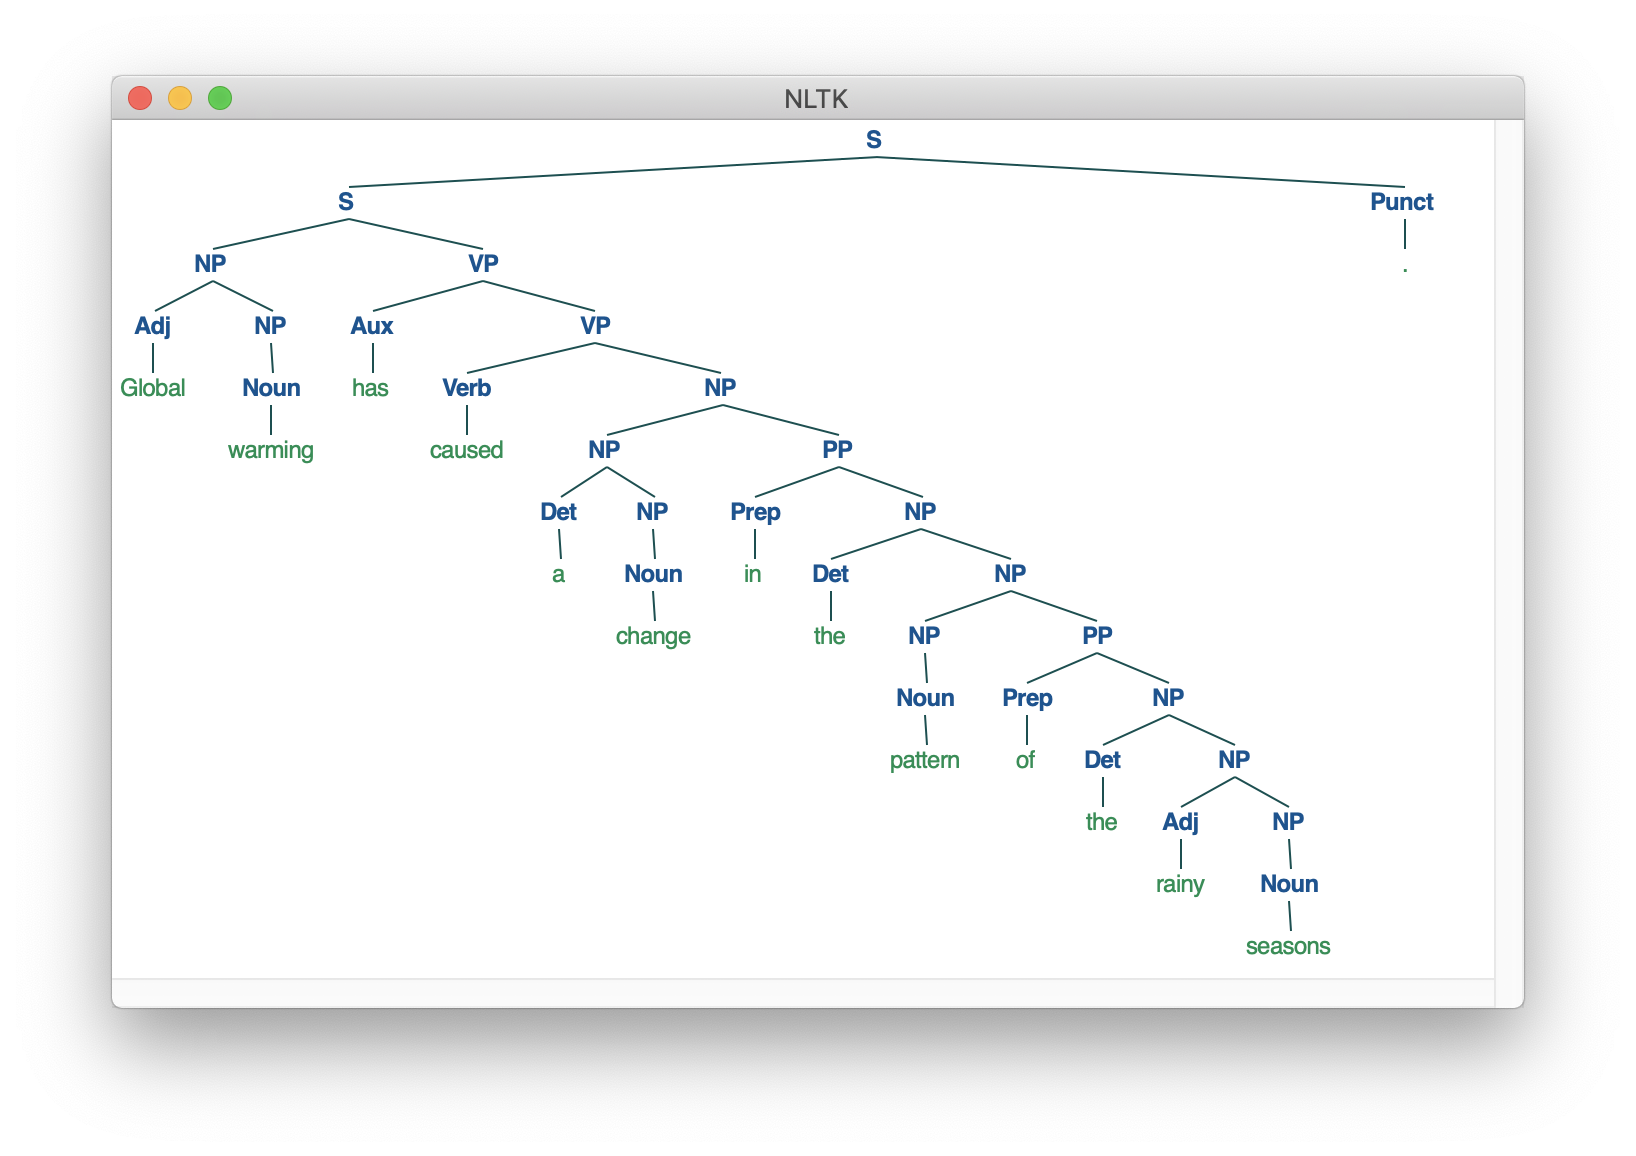 NLTK
S
S Punct
NP VP .
Adj NP Aux VP
Global Noun has Verb NP
warming caused NP PP
Det NP Prep NP
a Noun in Det NP
change the NP PP
Noun Prep NP
pattern of Det NP
the Adj NP
rainy Noun
seasons